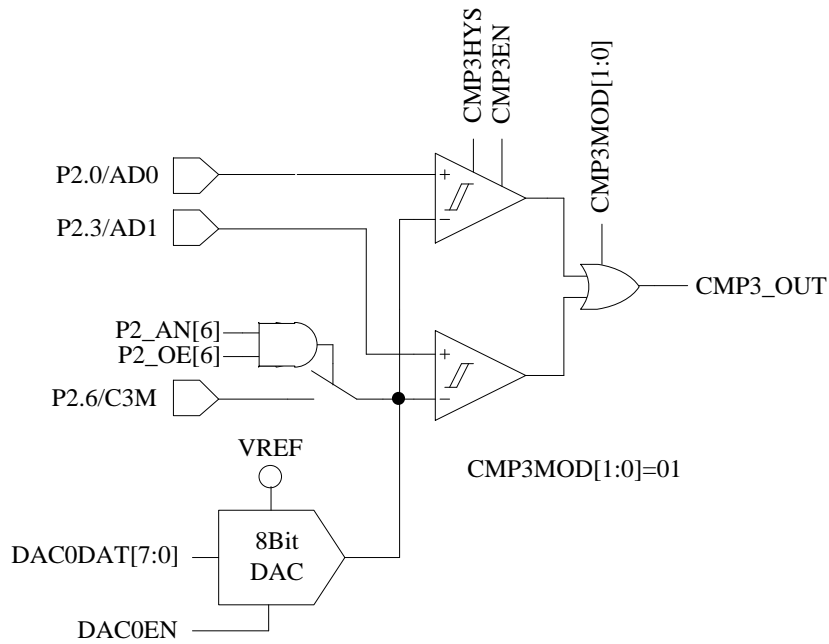 CMP3HYS
CMP3EN
CMP3MOD[1:0]
P2.0/AD0
+
−
P2.3/AD1
CMP3_OUT
P2_AN[6]
P2_OE[6]
+
−
P2.6/C3M
VREF
CMP3MOD[1:0]=01
DAC0DAT[7:0]
8Bit
DAC
DAC0EN